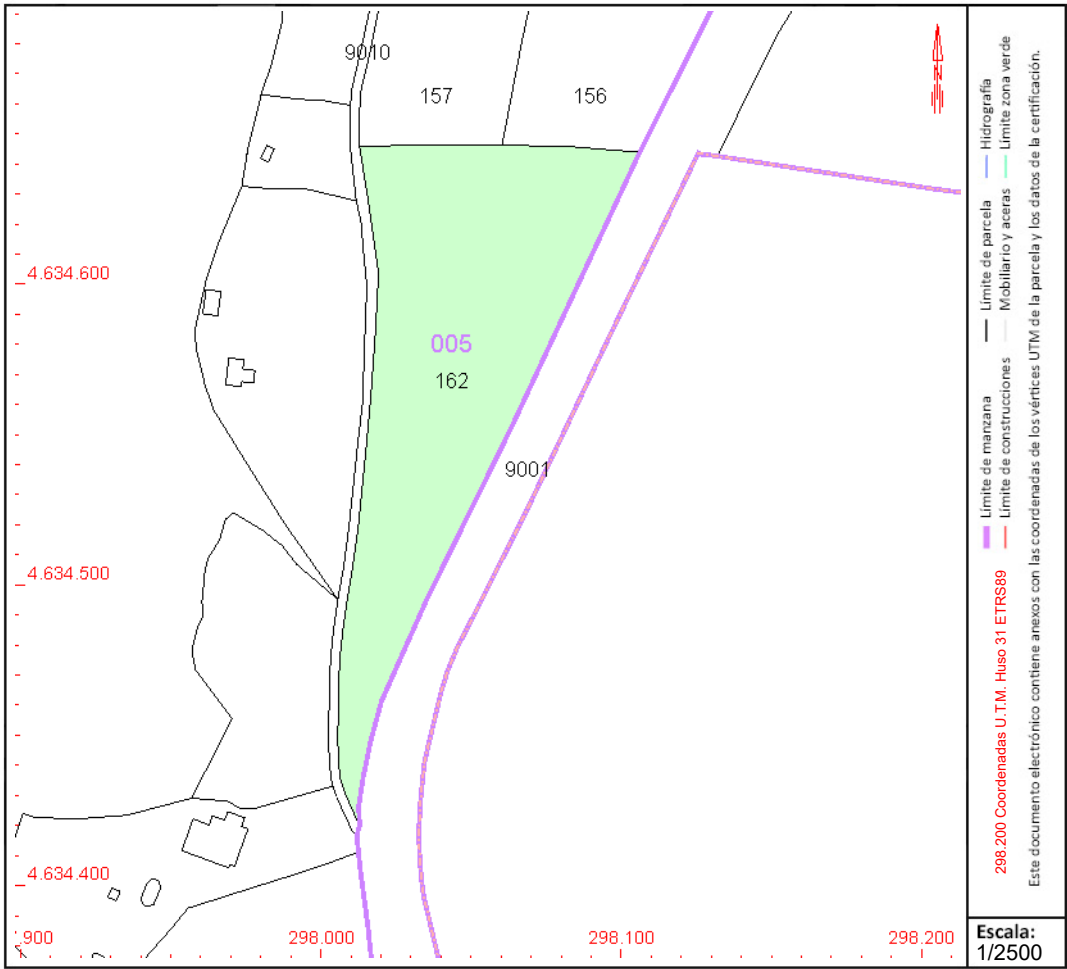 9010
157
156
4.634.600
005
162
9001
4.634.500
4.634.400
.900
298.000
298.100
298.200
Límite de manzana
Límite de parcela
Hidrografía
Límite de construcciones
Mobiliario y aceras
Límite zona verde
298.200 Coordenadas U.T.M. Huso 31 ETRS89
Este documento electrónico contiene anexos con las coordenadas de los vértices UTM de la parcela y los datos de la certificación.
Escala:
1/2500